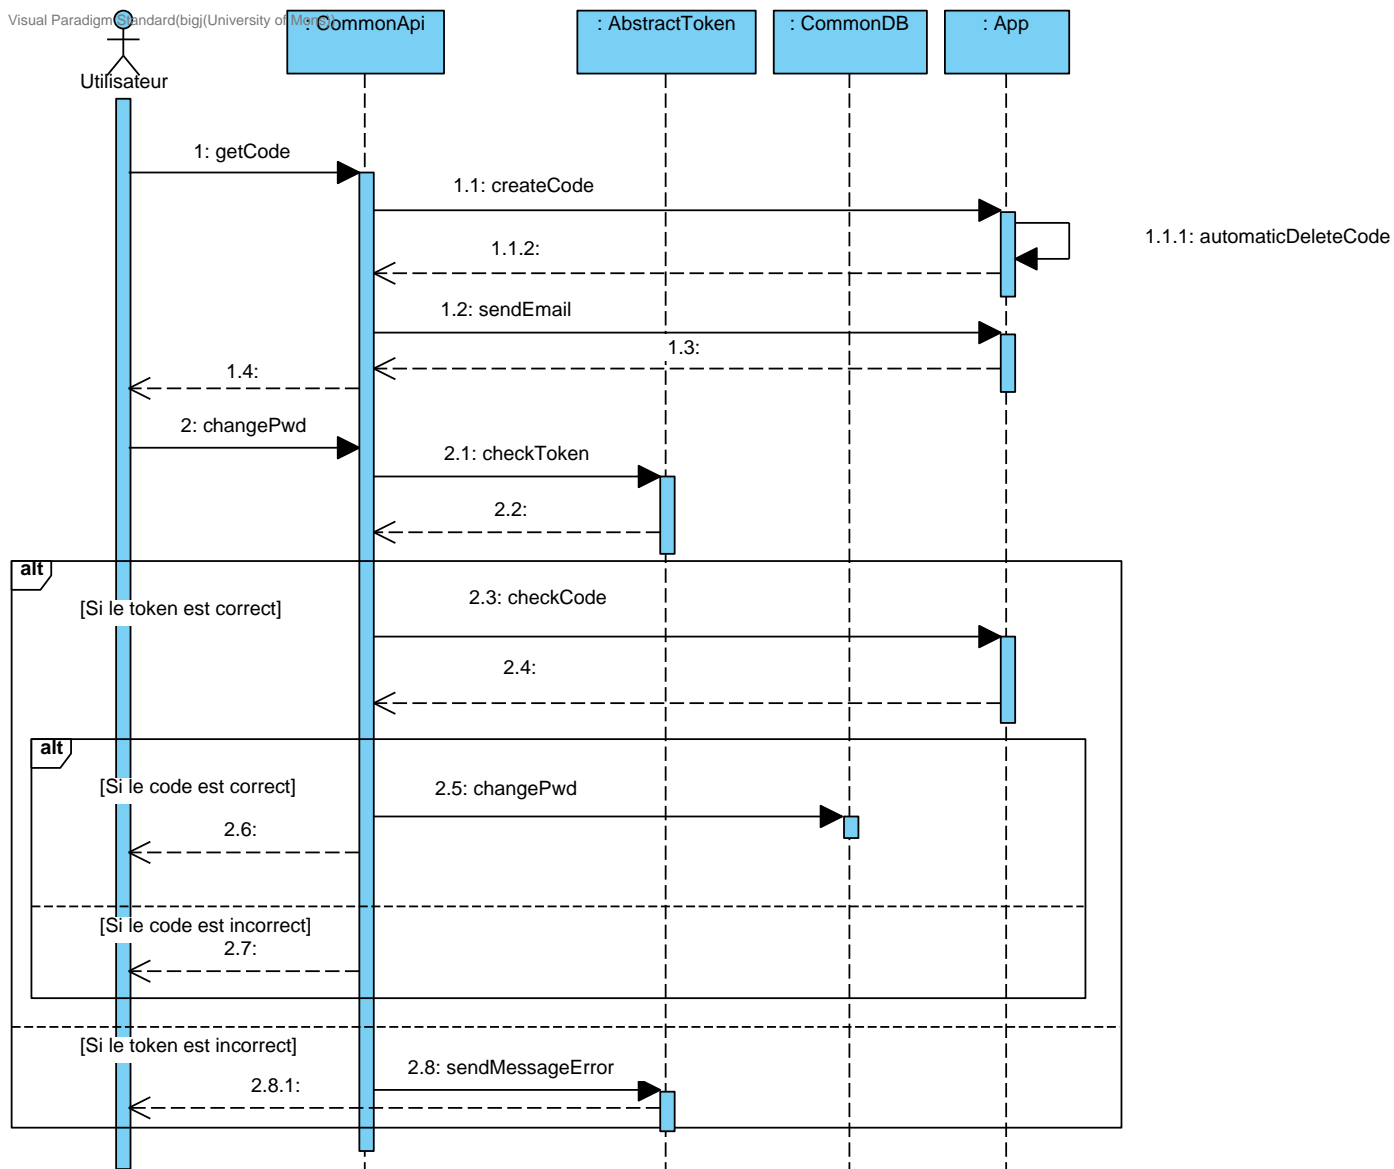 Visual Paradigm Standard(bigj(University of Mons))
: CommonApi
: AbstractToken
: CommonDB
: App
Utilisateur
1: getCode
1.1: createCode
1.1.1: automaticDeleteCode
1.1.2:
1.2: sendEmail
1.3:
1.4:
2: changePwd
2.1: checkToken
2.2:
alt
[Si le token est correct]
2.3: checkCode
2.4:
alt
[Si le code est correct]
2.5: changePwd
2.6:
[Si le code est incorrect]
2.7:
[Si le token est incorrect]
2.8: sendMessageError
2.8.1: